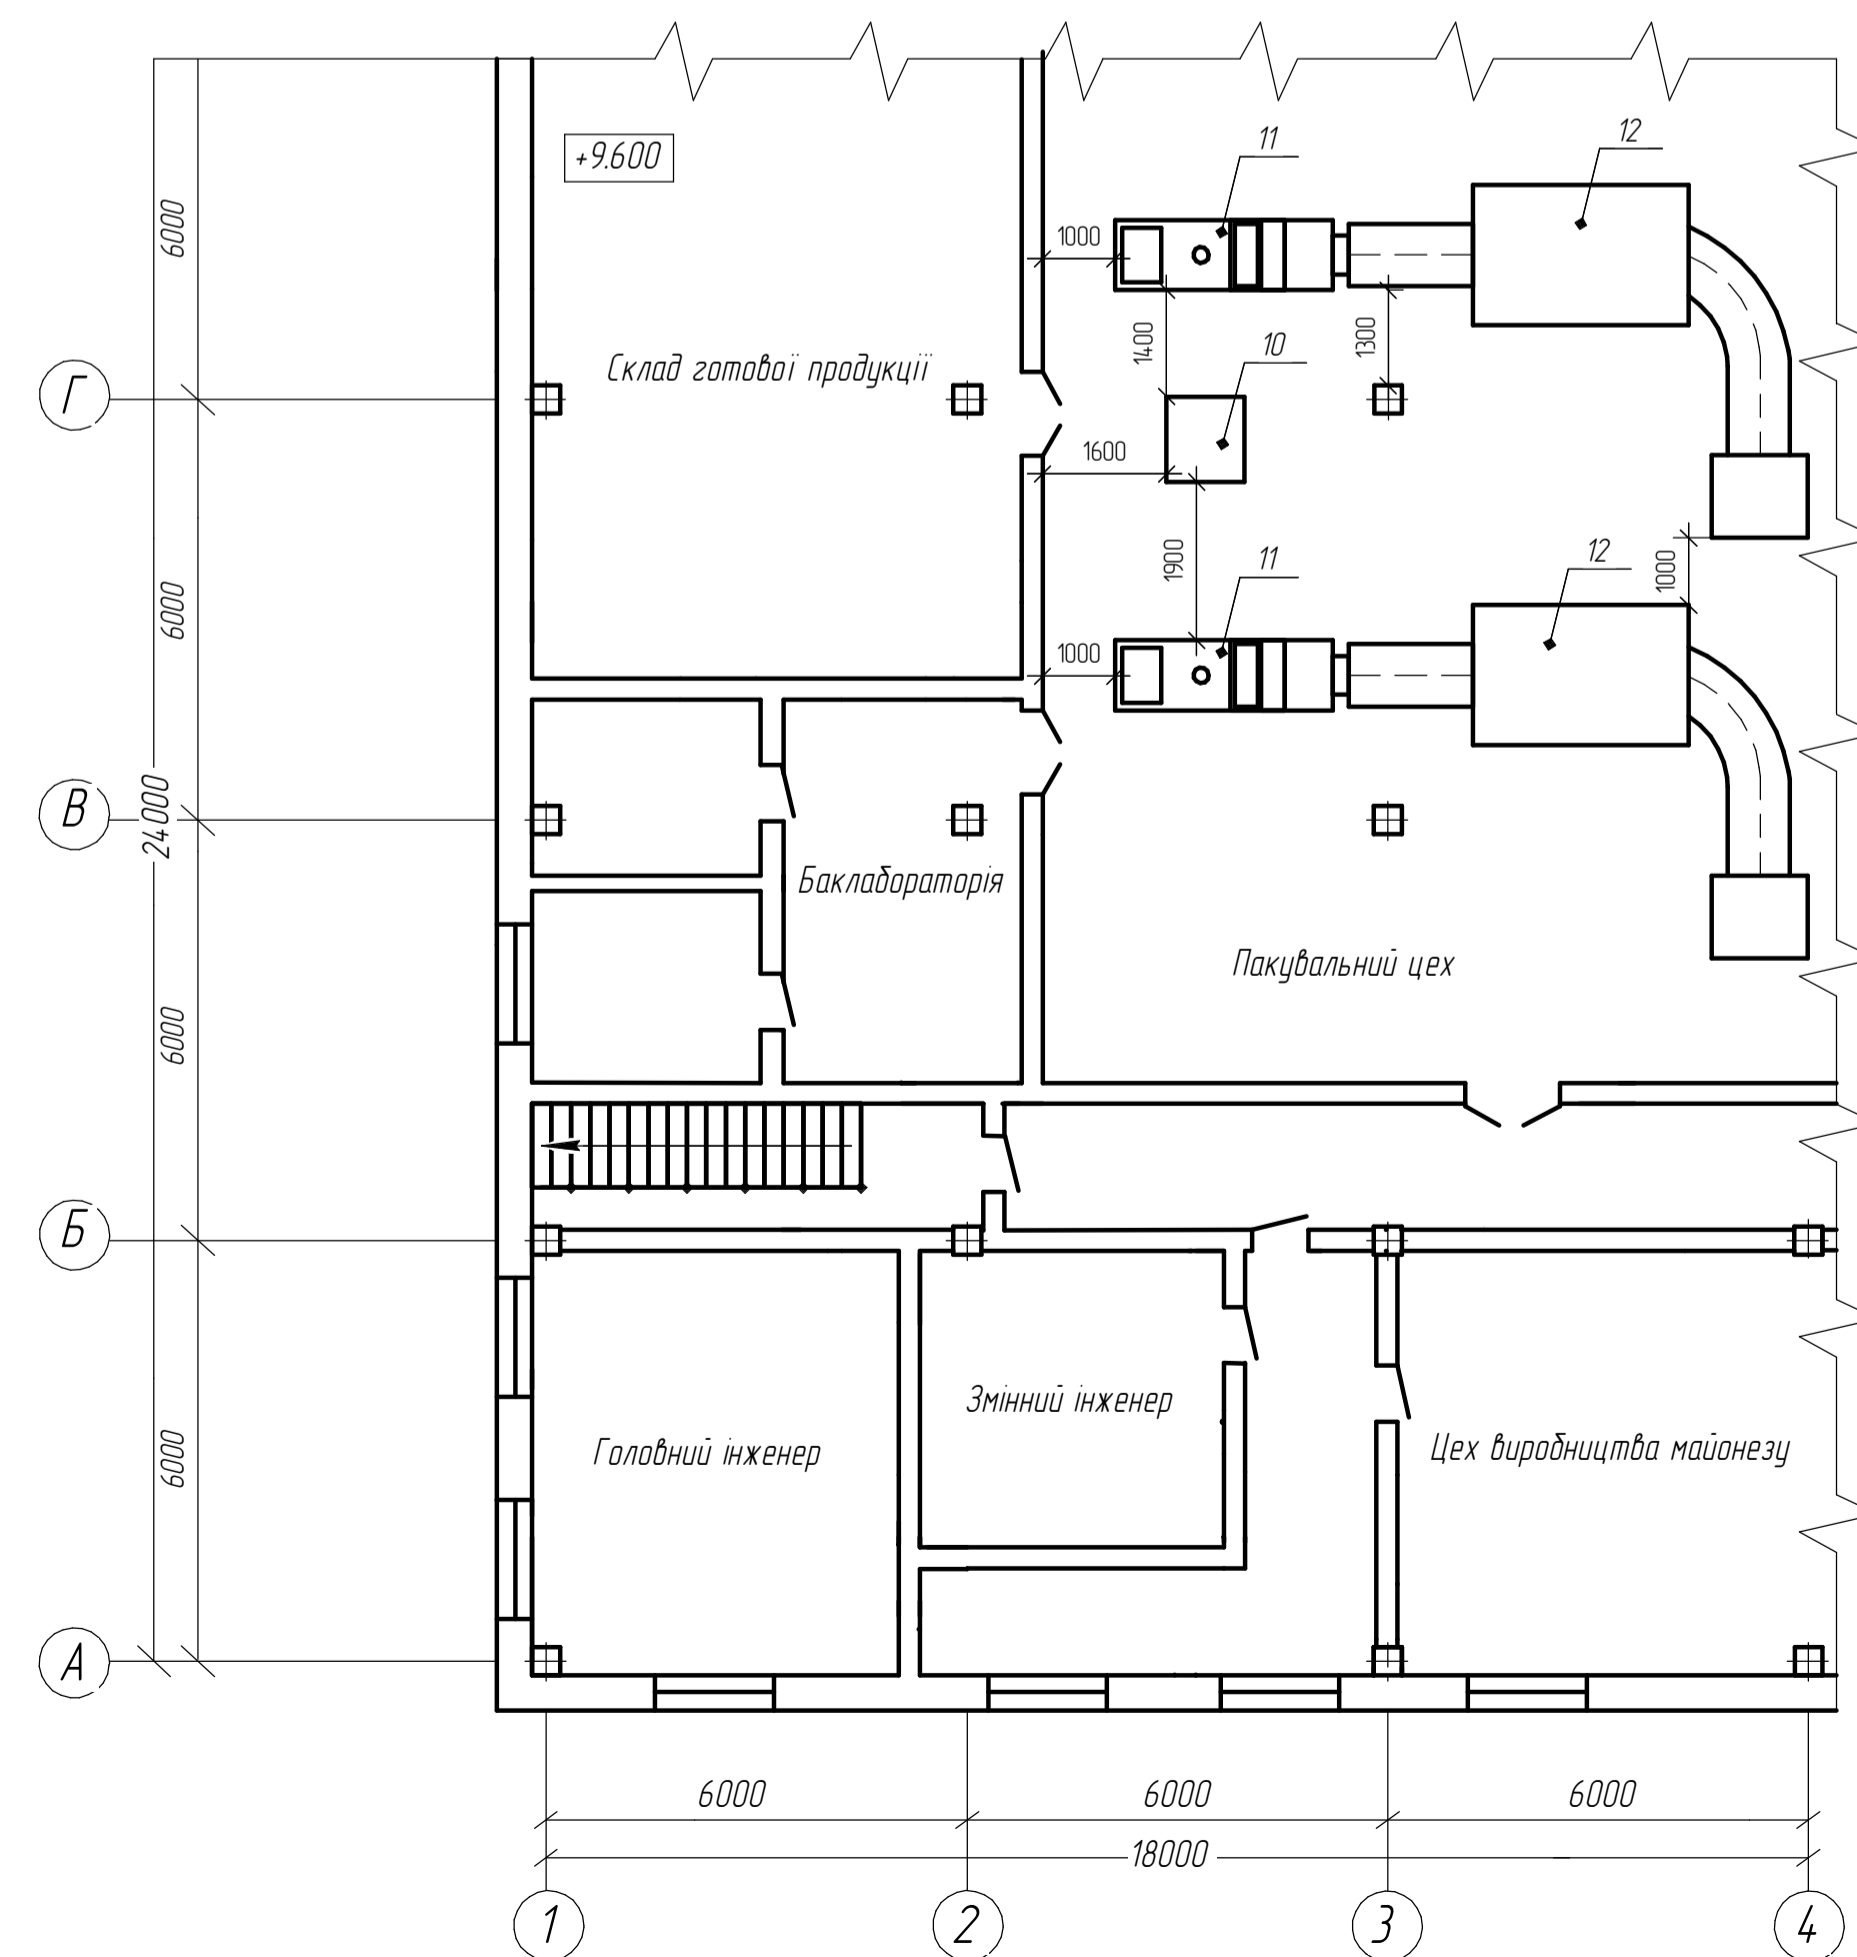 12
11
+9.600
6000
1000
1400
1300
10
Склад готової продукції
Г
1600
12
11
1900
1000
6000
1000
24000
В
Баклабораторія
Пакувальний цех
6000
Б
Змінний інженер
Головний інженер
Цех виробництва майонезу
6000
А
6000
6000
6000
18000
1
2
3
4